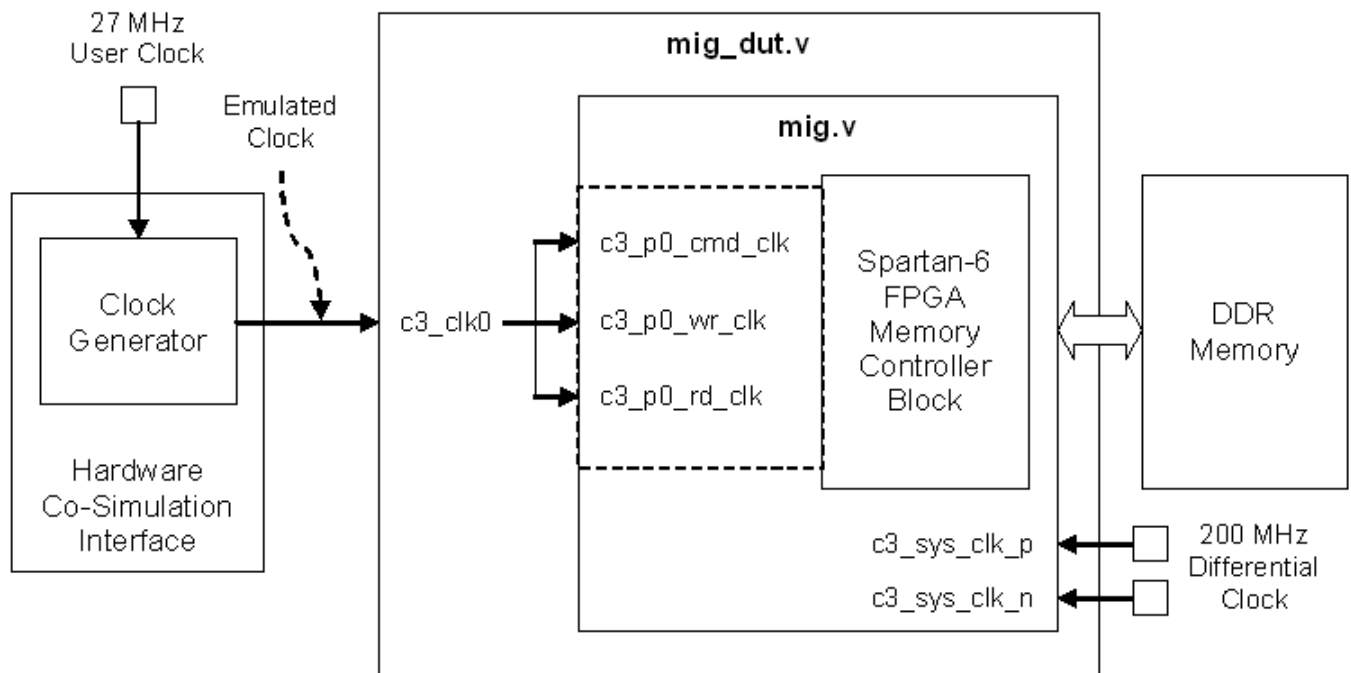 27 MHz
User Clock
Emulated
Clock
Clock
Generator
Hardware
Co-Simulation
Interface
mig_dut.v
mig.v
c3_clk0
c3_p0_cmd_clk
c3_p0_wr_clk
c3_p0_rd_clk
Spartan-6
FPGA
Memory
Controller
Block
c3_sys_clk_p
c3_sys_clk_n
DDR
Memory
200 MHz
Differential
Clock